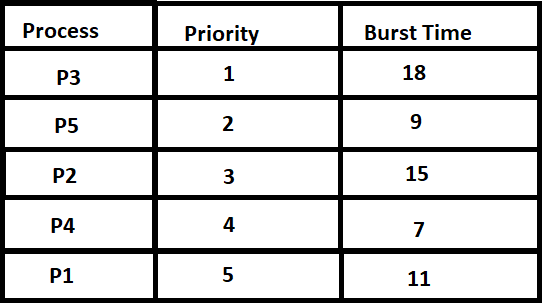 Process Priority Burst Time
P3 1 18
P5 2 9
P2 3 15
P4 4 7
P1 5 11